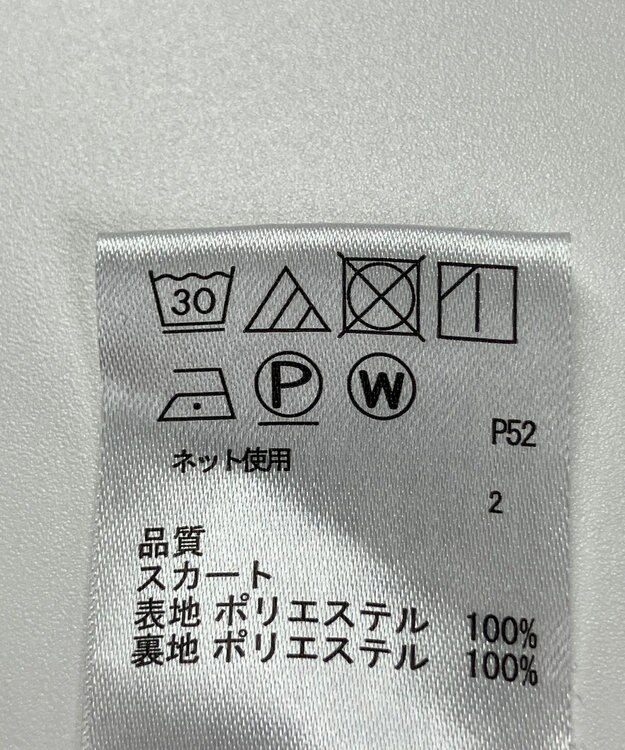 30
P W
P52
ネット使用
2
品質
スカート
表地 ポリエステル 100%
裏地 ポリエステル 100%